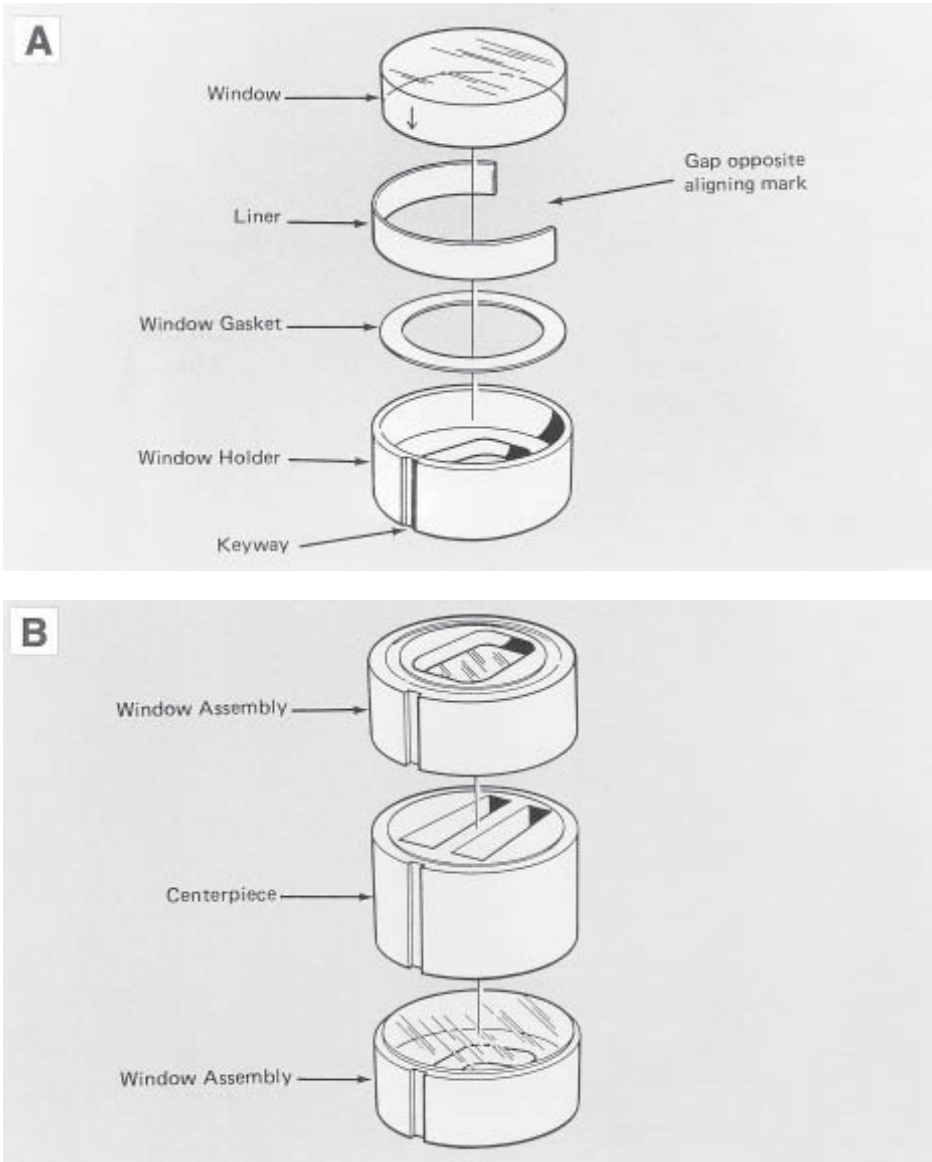 A
Window
Gap opposite
aligning mark
Liner
Window Gasket
Window Holder
Keyway
B
Window Assembly
Centerpiece
Window Assembly